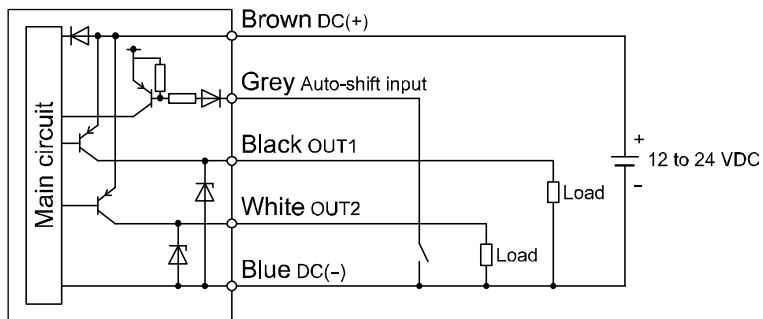 Brown DC(+)
Grey Auto-shift input
Main circuit
Black OUT1
+
12 to 24 VDC
-
Load
White OUT2
Load
Blue DC(-)